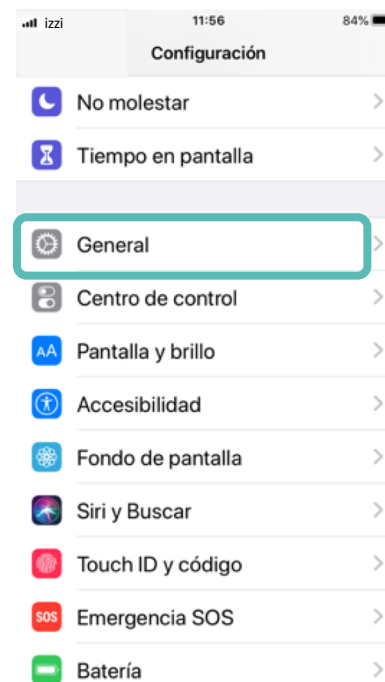 izzi 11:56 84%
Configuración
No molestar
Tiempo en pantalla
General
Centro de control
AA Pantalla y brillo
Accesibilidad
Fondo de pantalla
Siri y Buscar
Touch ID y código
SOS Emergencia SOS
Batería